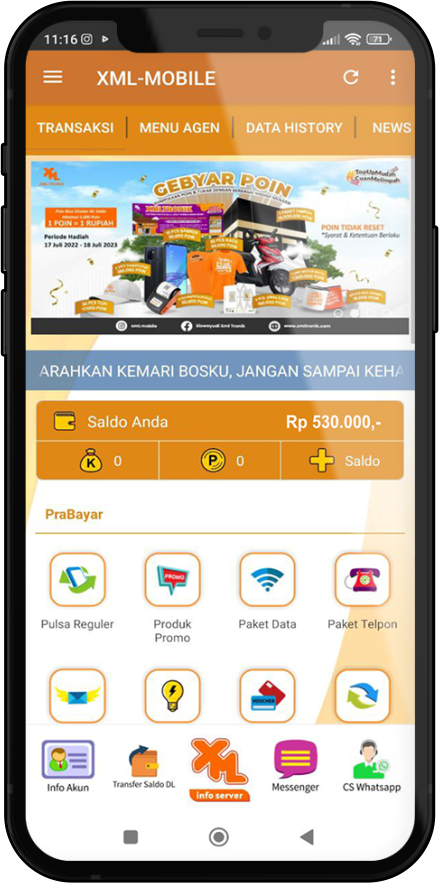 11:16
71
XML-MOBILE
TRANSAKSI
MENU AGEN
DATA HISTORY
NEWS
XML TRONIK
GEBYAR POIN
TopUpMudah
CuanMelimpah
1 POIN = 1 RUPIAH
Periode Hadiah
17 Juli 2022 - 18 Juli 2023
POIN TIDAK RESET
*Syarat & Ketentuan Berlaku
xml.mobile
www.xmltronik.com
ARAHKAN KEMARI BOSKU, JANGAN SAMPAI KEHA
Saldo Anda
Rp 530.000,-
K 0
P 0
Saldo
PraBayar
PROMO
Pulsa Reguler
Produk
Promo
Paket Data
Paket Telpon
VOUCHER
XML
info server
Info Akun
Transfer Saldo DL
Messenger
CS Whatsapp